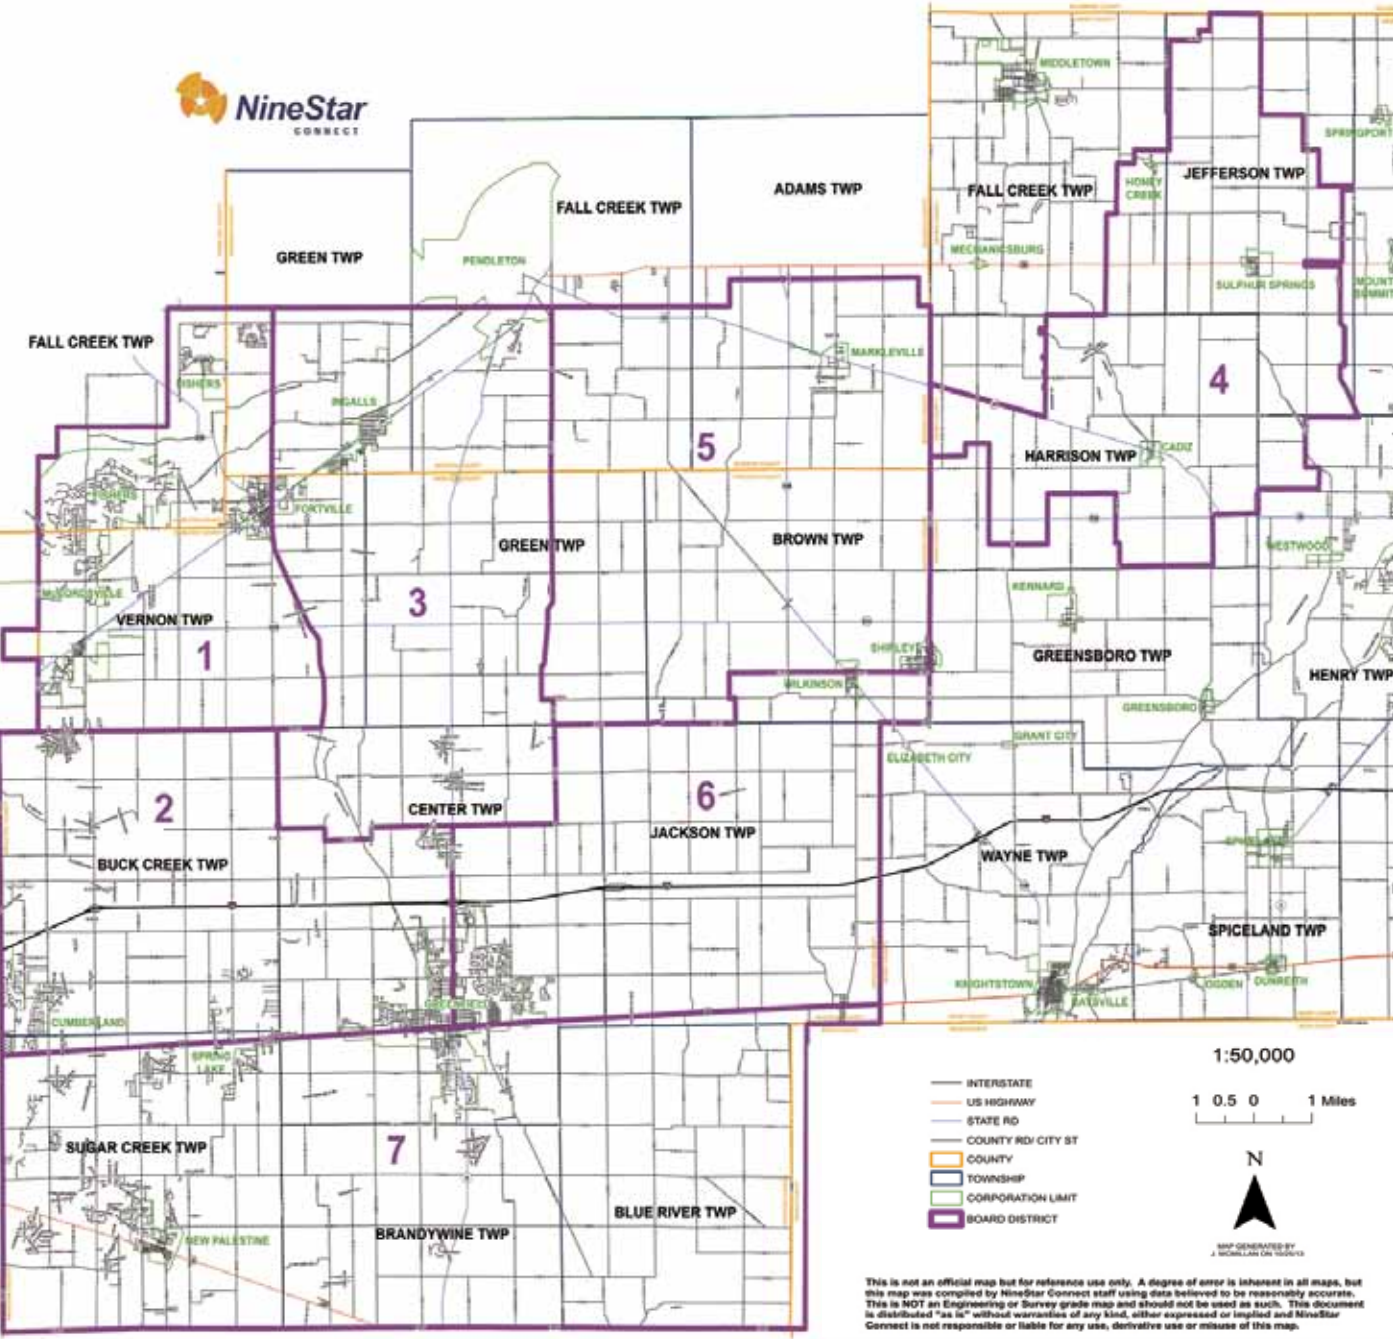 NineStar
CONNECT
MIDDLETOWN
SPRINGPORT
HONEY
CREEK
JEFFERSON TWP
FALL CREEK TWP
ADAMS TWP
FALL CREEK TWP
GREEN TWP
PENDLETON
MECHANICSBURG
SULPHUR SPRINGS
MOUNT
SUMMIT
FALL CREEK TWP
FISHERS
INGALLS
MARKLEVILLE
4
5
HARRISON TWP
CADIZ
FISHERS
FORTVILLE
GREEN TWP
BROWN TWP
WESTWOOD
McCORDSVILLE
VERNON TWP
1
3
KENNARD
SHIRLEY
GREENSBORO TWP
HENRY TWP
WILKINSON
GREENSBORO
GRANT CITY
ELIZABETH CITY
2
CENTER TWP
6
JACKSON TWP
BUCK CREEK TWP
WAYNE TWP
SPICELAND
SPICELAND TWP
KNIGHTSTOWN
RAYSVILLE
OGDEN
DUNREITH
GREENFIELD
CUMBERLAND
SPRING
LAKE
SUGAR CREEK TWP
7
BLUE RIVER TWP
BRANDYWINE TWP
NEW PALESTINE
1:50,000
1 0.5 0 1 Miles
INTERSTATE
US HIGHWAY
STATE RD
COUNTY RD/ CITY ST
COUNTY
TOWNSHIP
CORPORATION LIMIT
BOARD DISTRICT
N
MAP GENERATED BY
This is not an official map but for reference use only. A degree of error is inherent in all maps, but
this map was compiled by NineStar Connect staff using data believed to be reasonably accurate.
This is NOT an Engineering or Survey grade map and should not be used as such. This document
is distributed "as is" without warranties of any kind, either expressed or implied and NineStar
Connect is not responsible or liable for any use, derivative use or misuse of this map.